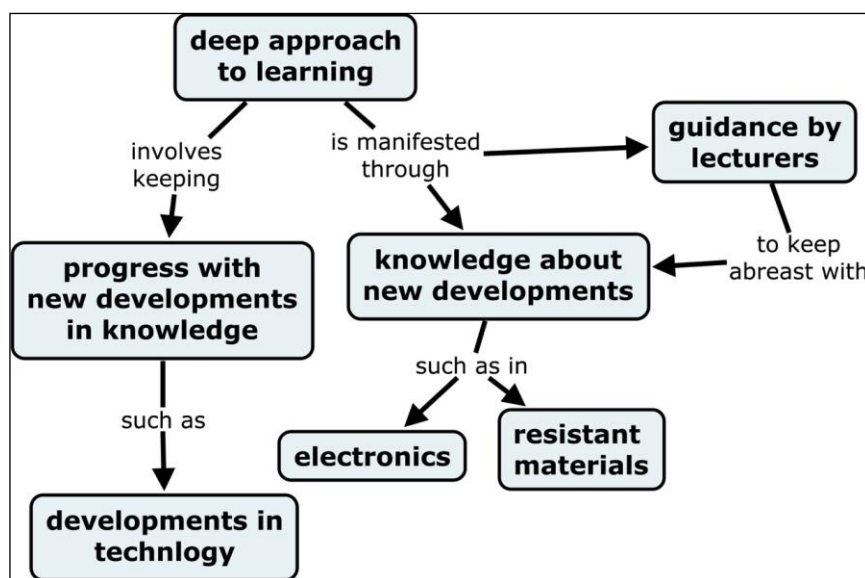 deep approach
to learning
involves
keeping
is manifested
through
guidance by
lecturers
to keep
abreast with
progress with
new developments
in knowledge
knowledge about
new developments
such as
such as in
electronics
resistant
materials
developments in
technlogy